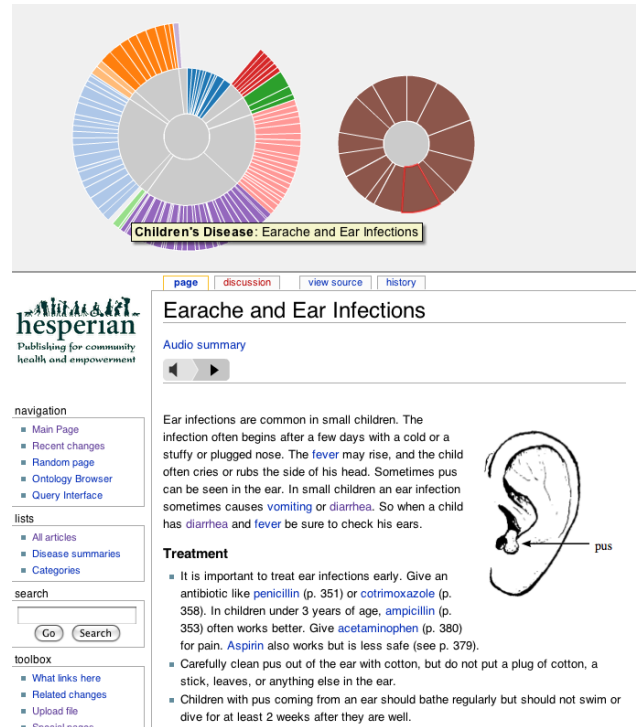 Children's Disease: Earache and Ear Infections
page discussion view source history
hesperian
Publishing for community
health and empowerment
Earache and Ear Infections
Audio summary
navigation
Main Page
Recent changes
Random page
Ontology Browser
Query Interface
lists
All articles
Disease summaries
Categories
search
Go Search
toolbox
What links here
Related changes
Upload file
Special pages
Ear infections are common in small children. The
infection often begins after a few days with a cold or a
stuffy or plugged nose. The fever may rise, and the child
often cries or rubs the side of his head. Sometimes pus
can be seen in the ear. In small children an ear infection
sometimes causes vomiting or diarrhea. So when a child
has diarrhea and fever be sure to check his ears.
pus
Treatment
It is important to treat ear infections early. Give an
antibiotic like penicillin (p. 351) or cotrimoxazole (p.
358). In children under 3 years of age, ampicillin (p.
353) often works better. Give acetaminophen (p. 380)
for pain. Aspirin also works but is less safe (see p. 379).
Carefully clean pus out of the ear with cotton, but do not put a plug of cotton, a
stick, leaves, or anything else in the ear.
Children with pus coming from an ear should bathe regularly but should not swim or
dive for at least 2 weeks after they are well.